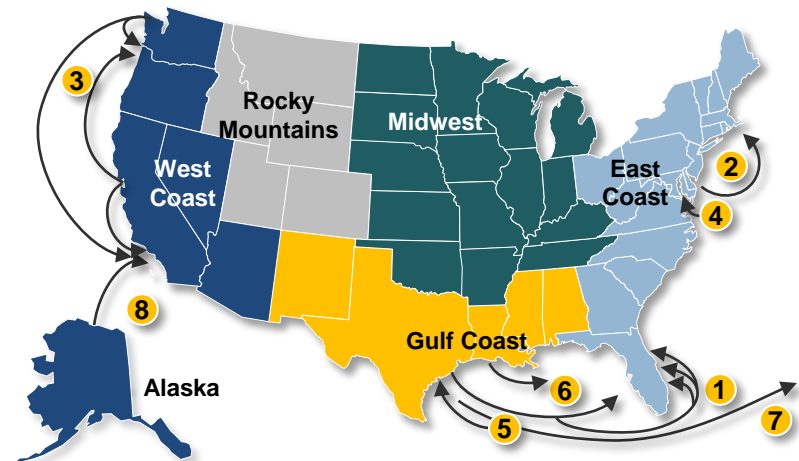 3
Rocky
Mountains
Midwest
West
Coast
East
Coast
2
4
8
Gulf Coast
Alaska
6
1
5
7